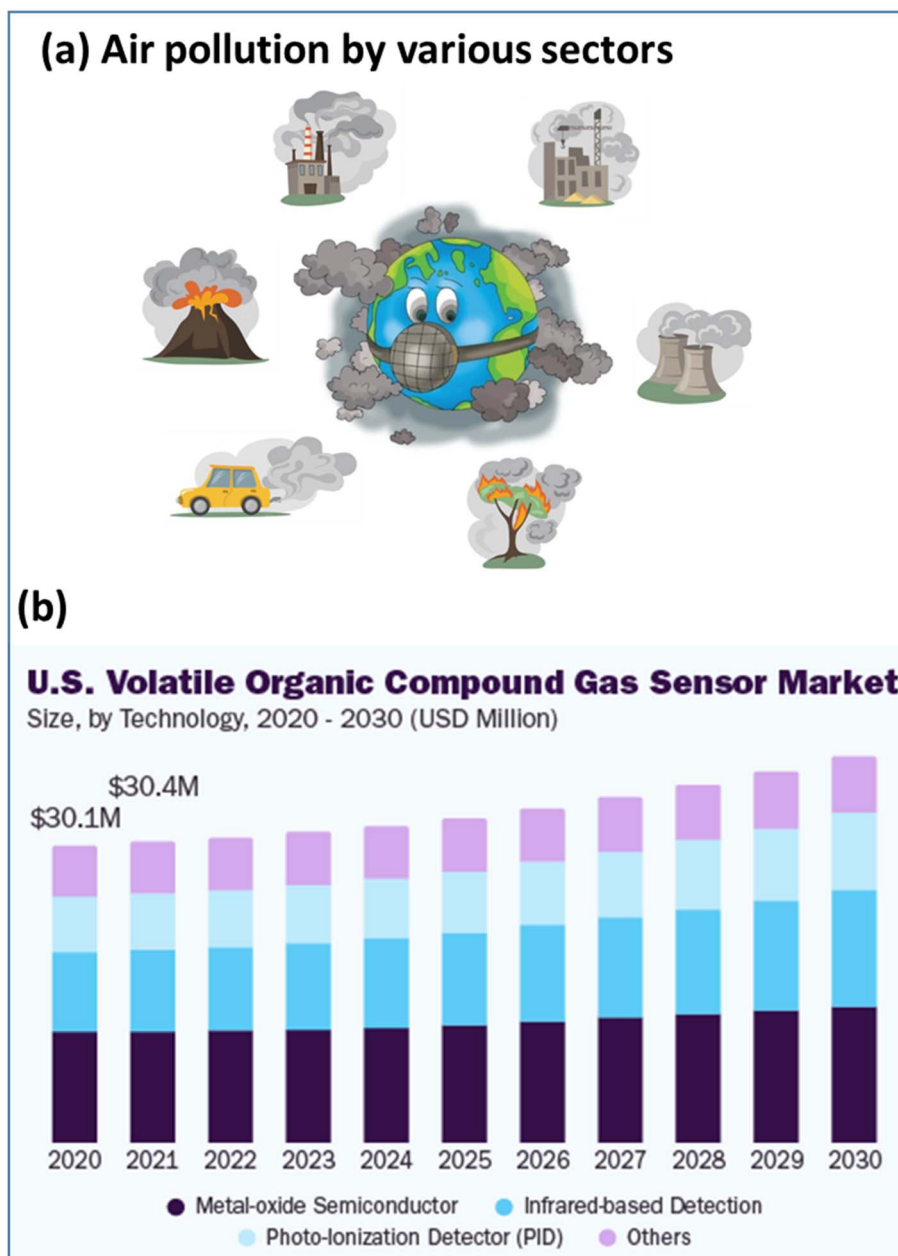 (a) Air pollution by various sectors
(b)
U.S. Volatile Organic Compound Gas Sensor Market
Size, by Technology, 2020 - 2030 (USD Million)
$30.4M
$30.1M
2020 2021 2022 2023 2024 2025 2026 2027 2028 2029 2030
Metal-oxide Semiconductor Infrared-based Detection
Photo-Ionization Detector (PID) Others